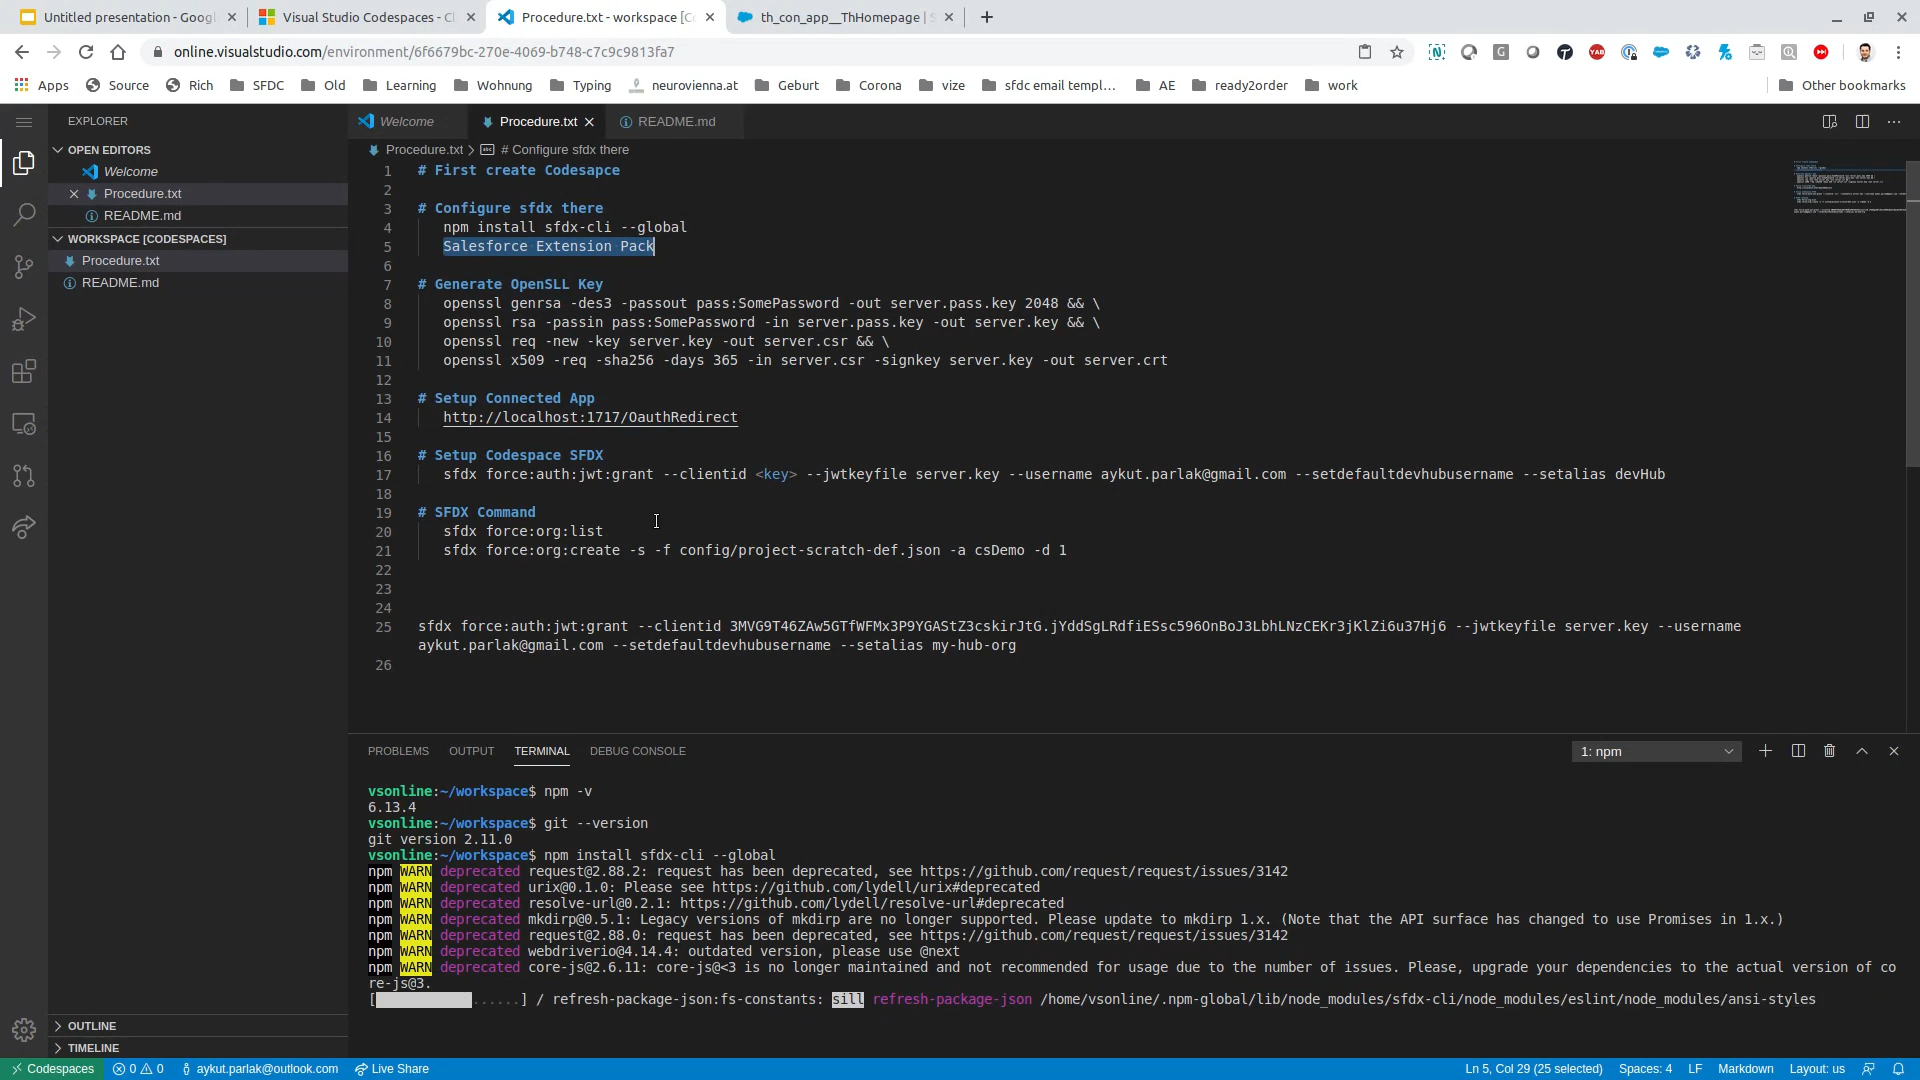 Untitled presentation - Goog
Visual Studio Codespaces - C
Procedure.txt - workspace [C
th_con_app__ThHomepage | S
online.visualstudio.com/environment/6f6679bc-270e-4069-b748-c7c9c9813fa7
Apps Source Rich SFDC Old Learning Wohnung Typing neurovienna.at Geburt Corona vize sfdc email templ... AE ready2order work Other bookmarks
EXPLORER
OPEN EDITORS
Welcome
Procedure.txt
README.md
WORKSPACE [CODESPACES]
Procedure.txt
README.md
OUTLINE
TIMELINE
Welcome Procedure.txt README.md
Procedure.txt > # Configure sfdx there
1 # First create Codesapce
2
3 # Configure sfdx there
4 npm install sfdx-cli --global
5 Salesforce Extension Pack
6
7 # Generate OpenSLL Key
8 openssl genrsa -des3 -passout pass:SomePassword -out server.pass.key 2048 && \
9 openssl rsa -passin pass:SomePassword -in server.pass.key -out server.key && \
10 openssl req -new -key server.key -out server.csr && \
11 openssl x509 -req -sha256 -days 365 -in server.csr -signkey server.key -out server.crt
12
13 # Setup Connected App
14 http://localhost:1717/OauthRedirect
15
16 # Setup Codespace SFDX
17 sfdx force:auth:jwt:grant --clientid <key> --jwtkeyfile server.key --username aykut.parlak@gmail.com --setdefaultdevhubusername --setalias devHub
18
19 # SFDX Command
20 sfdx force:org:list
21 sfdx force:org:create -s -f config/project-scratch-def.json -a csDemo -d 1
22
23
24
25 sfdx force:auth:jwt:grant --clientid 3MVG9T46ZAw5GTfWFMx3P9YGAStZ3cskirJtG.jYddSgLRdfiESsc596OnBoJ3LbhLNzCEKr3jKlZi6u37Hj6 --jwtkeyfile server.key --username
aykut.parlak@gmail.com --setdefaultdevhubusername --setalias my-hub-org
26
PROBLEMS OUTPUT TERMINAL DEBUG CONSOLE 1: npm
vsonline:~/workspace$ npm -v
6.13.4
vsonline:~/workspace$ git --version
git version 2.11.0
vsonline:~/workspace$ npm install sfdx-cli --global
npm WARN deprecated request@2.88.2: request has been deprecated, see https://github.com/request/request/issues/3142
npm WARN deprecated urix@0.1.0: Please see https://github.com/lydell/urix#deprecated
npm WARN deprecated resolve-url@0.2.1: https://github.com/lydell/resolve-url#deprecated
npm WARN deprecated mkdirp@0.5.1: Legacy versions of mkdirp are no longer supported. Please update to mkdirp 1.x. (Note that the API surface has changed to use Promises in 1.x.)
npm WARN deprecated request@2.88.0: request has been deprecated, see https://github.com/request/request/issues/3142
npm WARN deprecated webdriverio@4.14.4: outdated version, please use @next
npm WARN deprecated core-js@2.6.11: core-js@<3 is no longer maintained and not recommended for usage due to the number of issues. Please, upgrade your dependencies to the actual version of co
re-js@3.
[ ......] / refresh-package-json:fs-constants: sill refresh-package-json /home/vsonline/.npm-global/lib/node_modules/sfdx-cli/node_modules/eslint/node_modules/ansi-styles
Codespaces 0 0 aykut.parlak@outlook.com Live Share Ln 5, Col 29 (25 selected) Spaces: 4 LF Markdown Layout: us